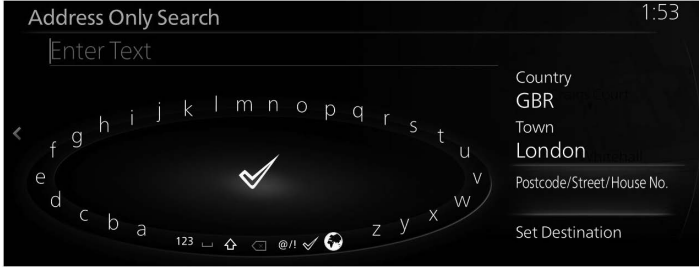 Address Only Search
1:53
Enter Text
a b c d e f g h i j k l m n o p q r s t u v w x y z
123 @/!
Country
GBR
Town
London
Postcode/Street/House No.
Set Destination